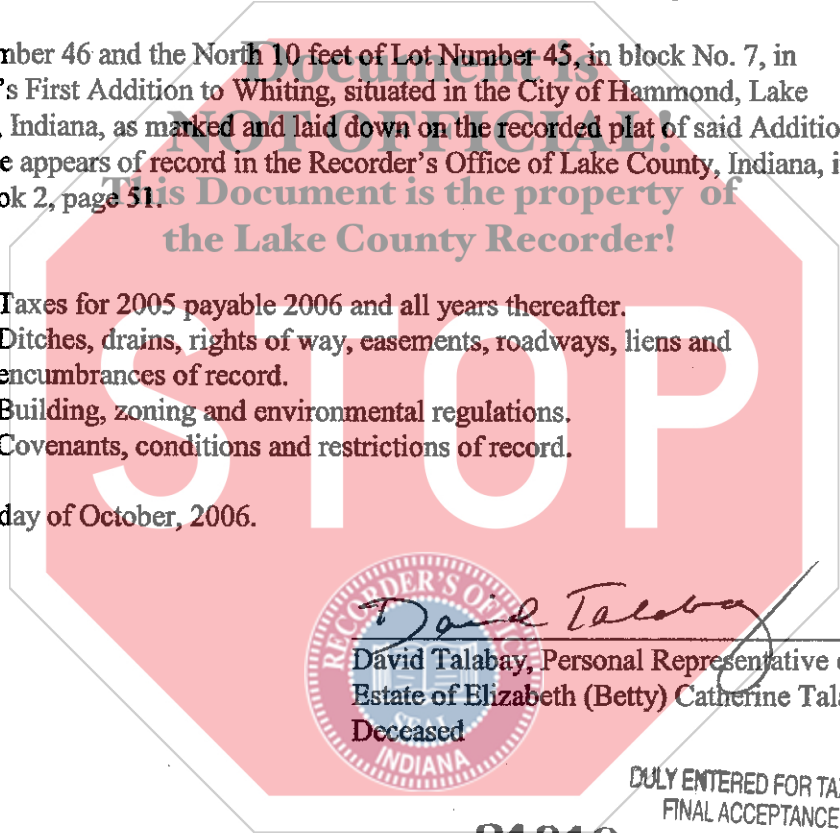 Document is
nber 46 and the North 10 feet of Lot Number 45, in block No. 7, in
's First Addition to Whiting, situated in the City of Hammond, Lake
NOT OFFICIAL!
, Indiana, as marked and laid down on the recorded plat of said Additio
e appears of record in the Recorder's Office of Lake County, Indiana, i
This Document is the property of
ok 2, page 51.
the Lake County Recorder!
Taxes for 2005 payable 2006 and all years thereafter.
Ditches, drains, rights of way, easements, roadways, liens and
encumbrances of record.
Building, zoning and environmental regulations.
Covenants, conditions and restrictions of record.
STOP
day of October, 2006.
RECORDER'S OFFICE
David Talabay
David Talabay, Personal Representative
Estate of Elizabeth (Betty) Catherine Tala
SEAL
Deceased
INDIANA
DULY ENTERED FOR TAX
FINAL ACCEPTANCE